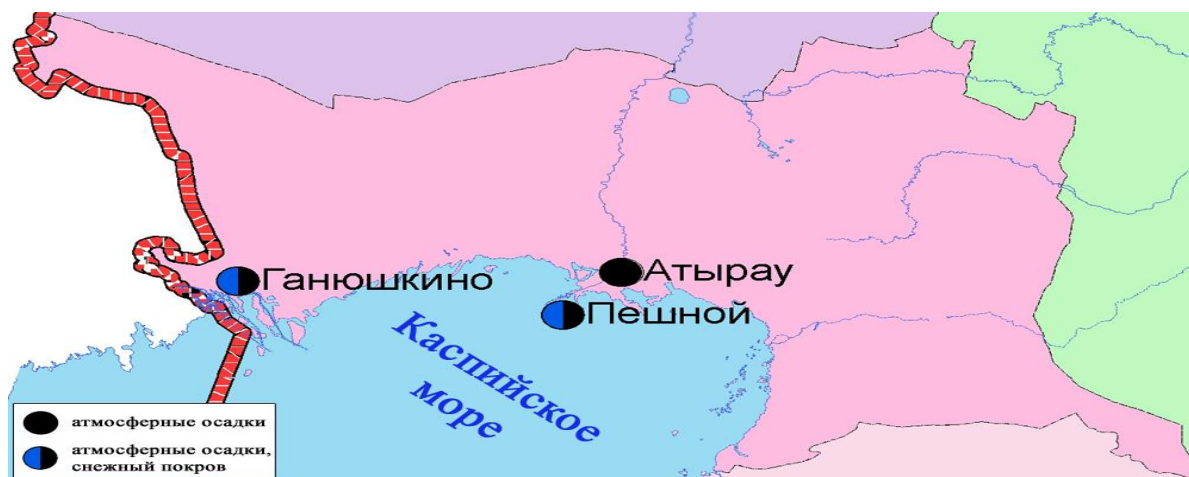 Ганюшкино
Атырау
Пешной
Каспийское
море
атмосферные осадки
атмосферные осадки,
снежный покров